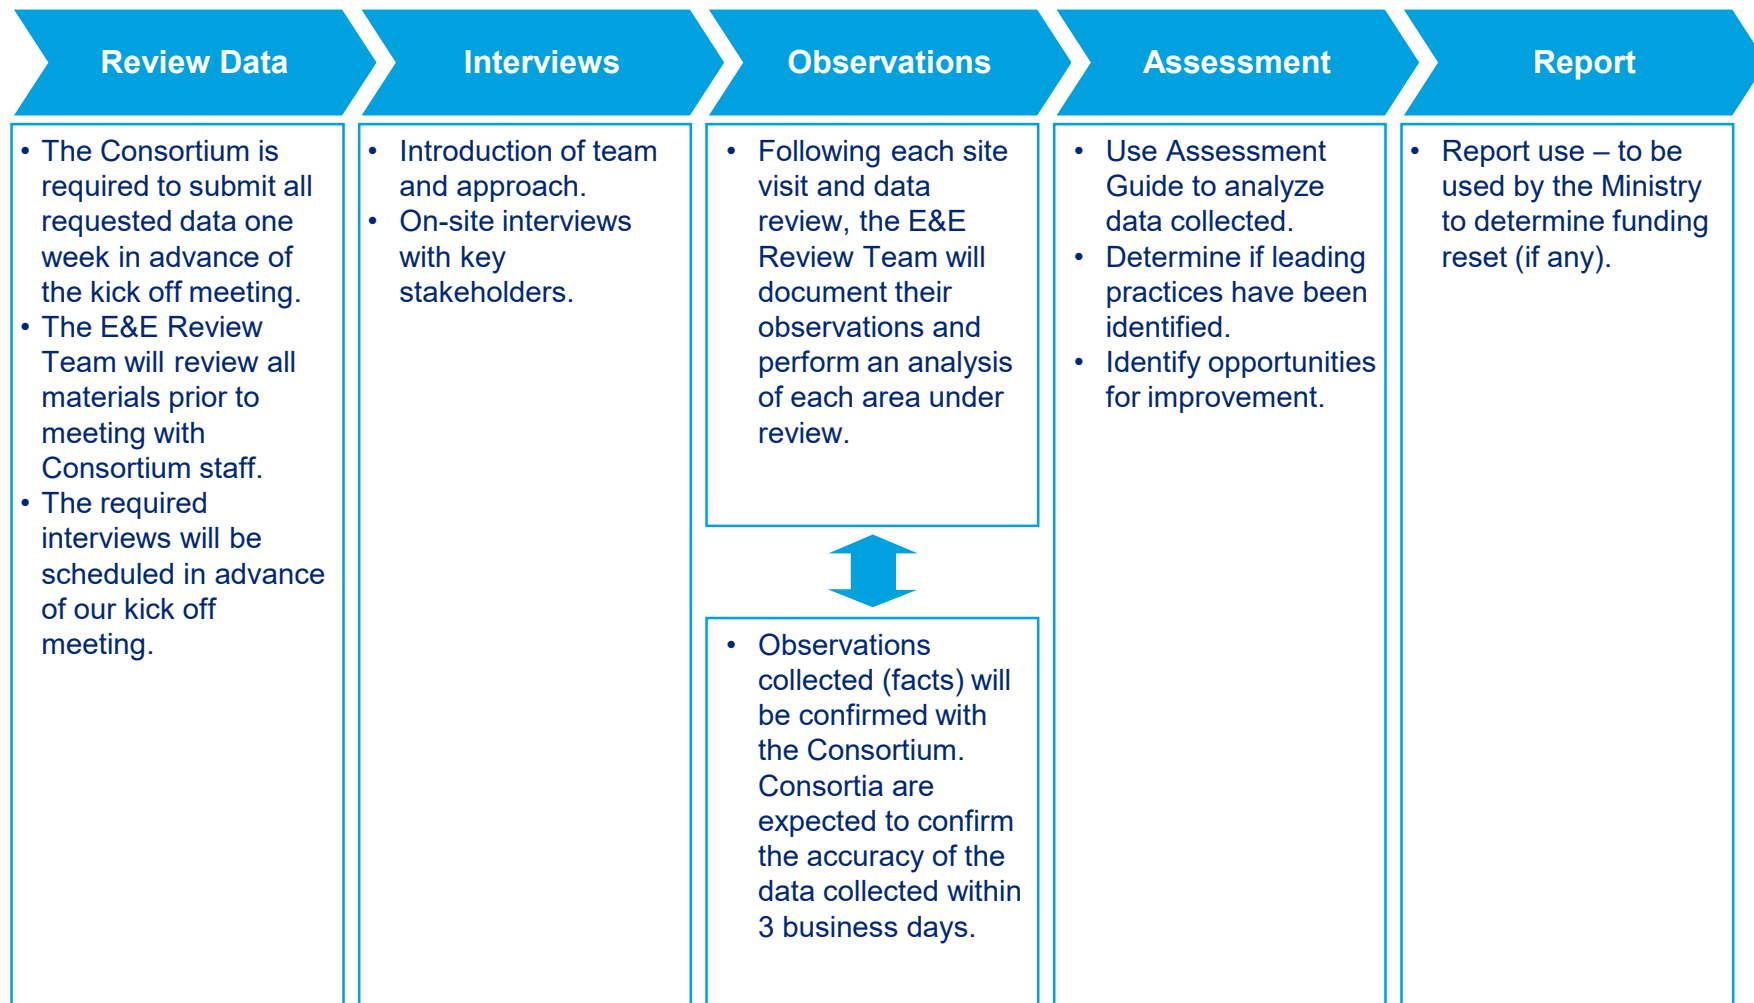 Review Data
Interviews
Observations
Assessment
Report
• The Consortium is
required to submit all
requested data one
week in advance of
the kick off meeting.
• The E&E Review
Team will review all
materials prior to
meeting with
Consortium staff.
• The required
interviews will be
scheduled in advance
of our kick off
meeting.
• Introduction of team
and approach.
• On-site interviews
with key
stakeholders.
• Following each site
visit and data
review, the E&E
Review Team will
document their
observations and
perform an analysis
of each area under
review.
• Observations
collected (facts) will
be confirmed with
the Consortium.
Consortia are
expected to confirm
the accuracy of the
data collected within
3 business days.
• Use Assessment
Guide to analyze
data collected.
• Determine if leading
practices have been
identified.
• Identify opportunities
for improvement.
• Report use – to be
used by the Ministry
to determine funding
reset (if any).